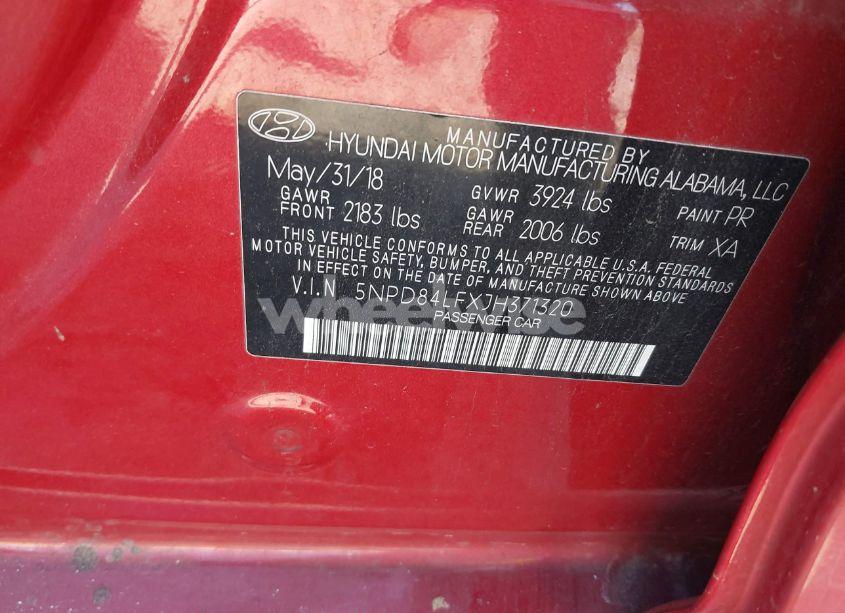 MANUFACTURED BY
HYUNDAI MOTOR MANUFACTURING ALABAMA, LLC
May/31/18 GVWR 3924 lbs PAINT PR
GAWR FRONT 2183 lbs GAWR REAR 2006 lbs TRIM XA
THIS VEHICLE CONFORMS TO ALL APPLICABLE U.S.A. FEDERAL
MOTOR VEHICLE SAFETY, BUMPER, AND THEFT PREVENTION STANDARDS
IN EFFECT ON THE DATE OF MANUFACTURE SHOWN ABOVE.
V.I.N 5NPD84LFXJH371320
PASSENGER CAR
wheelwise